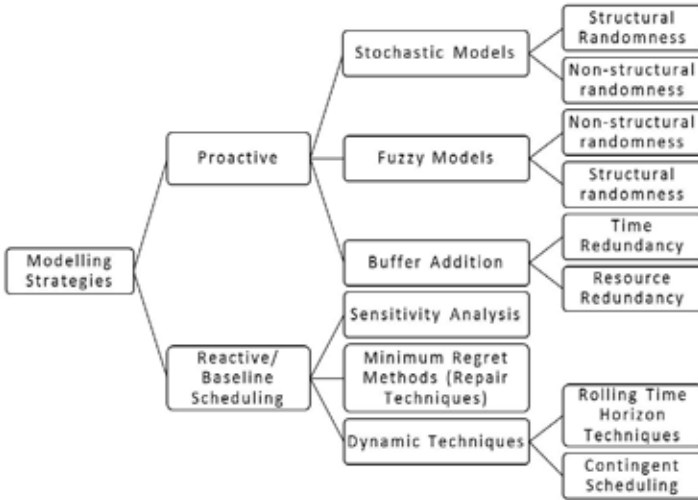 Modelling
Strategies
Proactive
Reactive/
Baseline
Scheduling
Stochastic Models
Fuzzy Models
Buffer Addition
Sensitivity Analysis
Minimum Regret
Methods (Repair
Techniques)
Dynamic Techniques
Structural
Randomness
Non-structural
randomness
Non-structural
randomness
Structural
randomness
Time
Redundancy
Resource
Redundancy
Rolling Time
Horizon
Techniques
Contingent
Scheduling